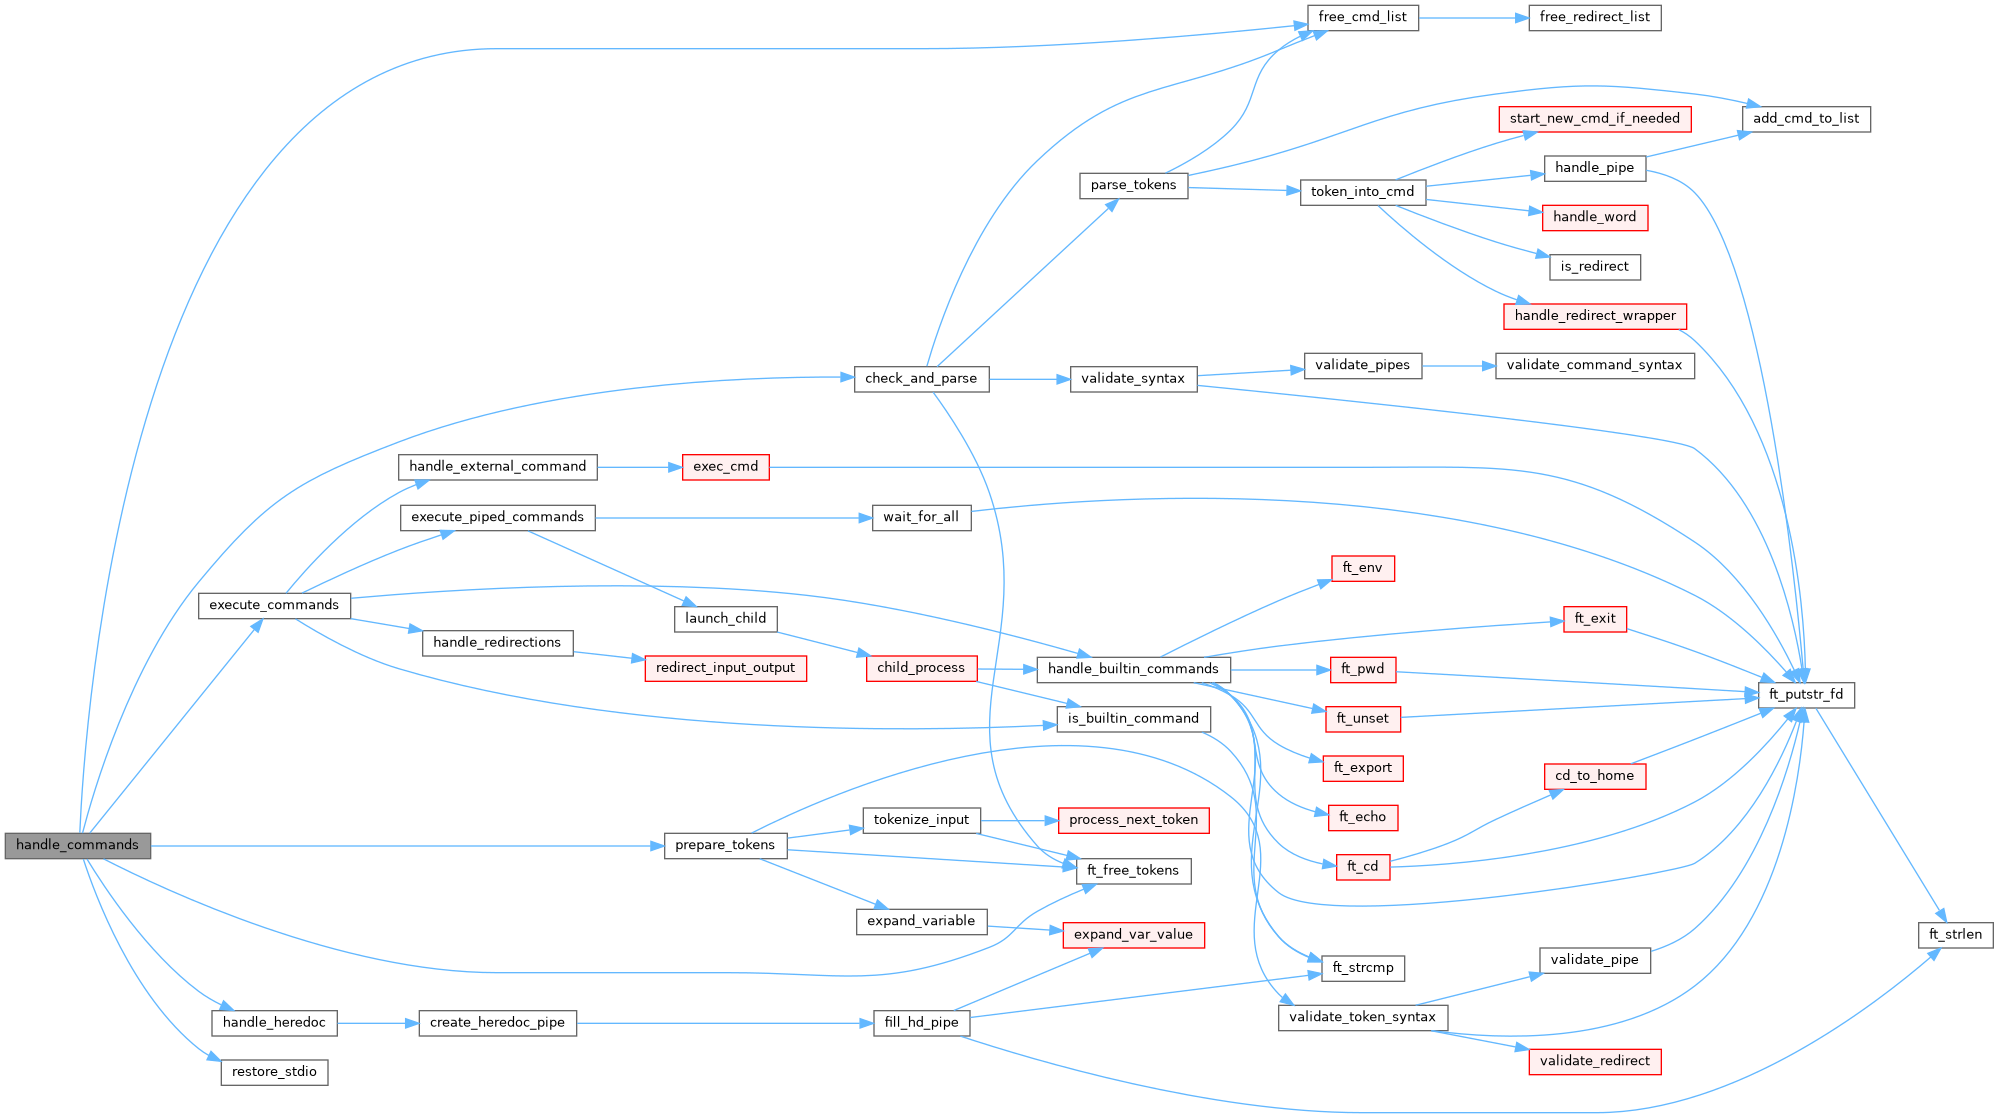 free_cmd_list
free_redirect_list
start_new_cmd_if_needed
add_cmd_to_list
handle_pipe
parse_tokens
token_into_cmd
handle_word
is_redirect
handle_redirect_wrapper
validate_pipes
validate_command_syntax
check_and_parse
validate_syntax
handle_external_command
exec_cmd
execute_piped_commands
wait_for_all
ft_env
execute_commands
launch_child
ft_exit
handle_redirections
redirect_input_output
child_process
handle_builtin_commands
ft_pwd
ft_putstr_fd
is_builtin_command
ft_unset
ft_export
cd_to_home
tokenize_input
process_next_token
ft_echo
handle_commands
prepare_tokens
ft_free_tokens
ft_cd
expand_variable
expand_var_value
ft_strlen
ft_strcmp
validate_pipe
handle_heredoc
create_heredoc_pipe
fill_hd_pipe
validate_token_syntax
validate_redirect
restore_stdio